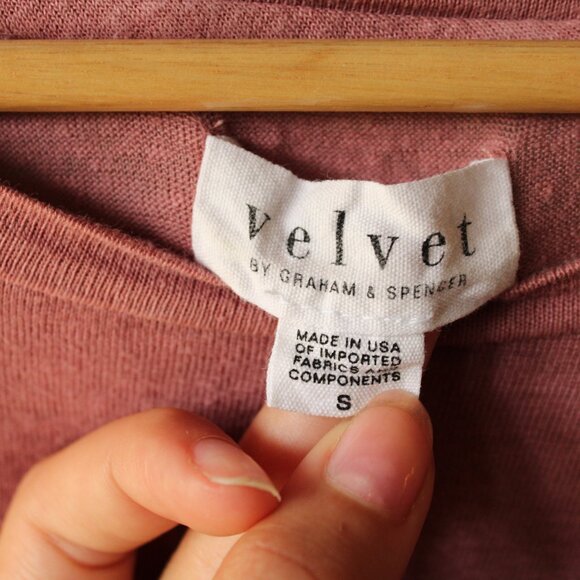 velvet
BY GRAHAM & SPENCER
MADE IN USA
OF IMPORTED
FABRICS AND
COMPONENTS
S